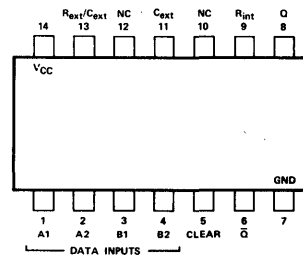 Rext/Cext NC Cext NC Rint Q
14 13 12 11 10 9 8
VCC
GND
1 2 3 4 5 6 7
A1 A2 B1 B2 CLEAR Q̅
DATA INPUTS